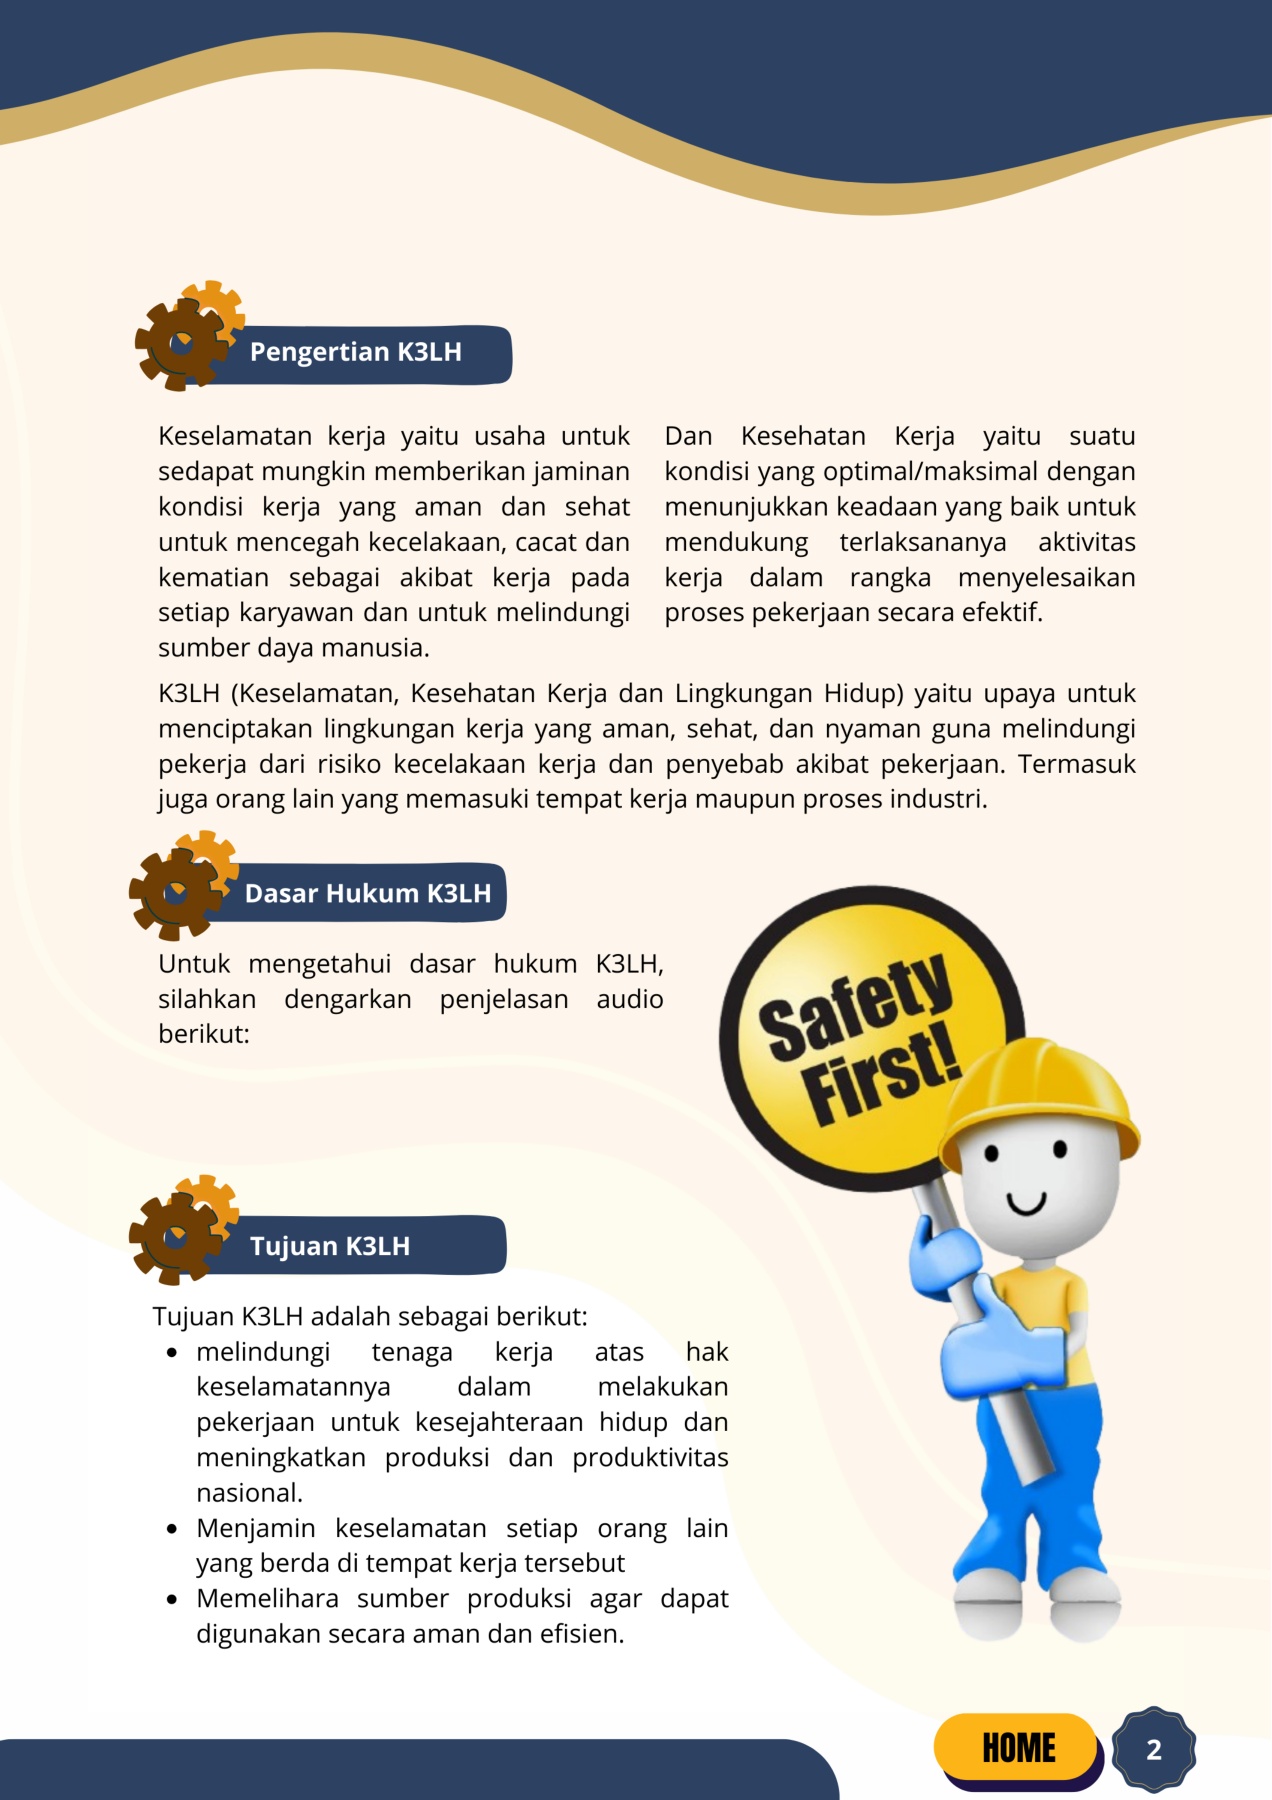 Pengertian K3LH
Keselamatan kerja yaitu usaha untuk
sedapat mungkin memberikan jaminan
kondisi kerja yang aman dan sehat
untuk mencegah kecelakaan, cacat dan
kematian sebagai akibat kerja pada
setiap karyawan dan untuk melindungi
sumber daya manusia.
Dan Kesehatan Kerja yaitu suatu
kondisi yang optimal/maksimal dengan
menunjukkan keadaan yang baik untuk
mendukung terlaksananya aktivitas
kerja dalam rangka menyelesaikan
proses pekerjaan secara efektif.
K3LH (Keselamatan, Kesehatan Kerja dan Lingkungan Hidup) yaitu upaya untuk
menciptakan lingkungan kerja yang aman, sehat, dan nyaman guna melindungi
pekerja dari risiko kecelakaan kerja dan penyebab akibat pekerjaan. Termasuk
juga orang lain yang memasuki tempat kerja maupun proses industri.
Dasar Hukum K3LH
Untuk mengetahui dasar hukum K3LH,
silahkan dengarkan penjelasan audio
berikut:
Safety
First!
Tujuan K3LH
Tujuan K3LH adalah sebagai berikut:
• melindungi tenaga kerja atas hak
keselamatannya dalam melakukan
pekerjaan untuk kesejahteraan hidup dan
meningkatkan produksi dan produktivitas
nasional.
• Menjamin keselamatan setiap orang lain
yang berda di tempat kerja tersebut
• Memelihara sumber produksi agar dapat
digunakan secara aman dan efisien.
HOME
2